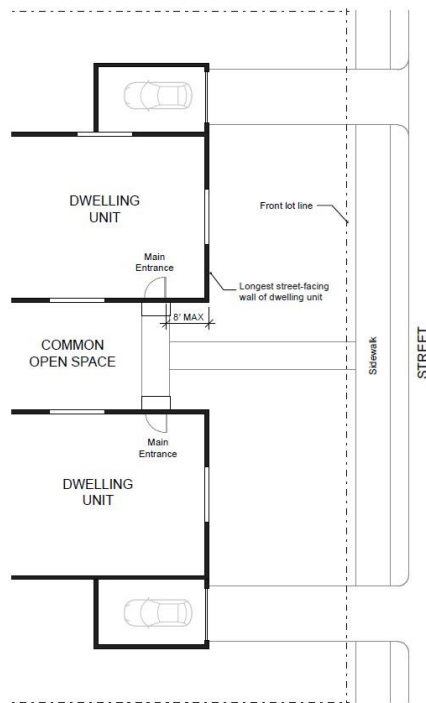 DWELLING
UNIT
Front lot line
Main
Entrance
Longest street-facing
wall of dwelling unit
8' MAX
COMMON
OPEN SPACE
Sidewalk
STREET
Main
Entrance
DWELLING
UNIT